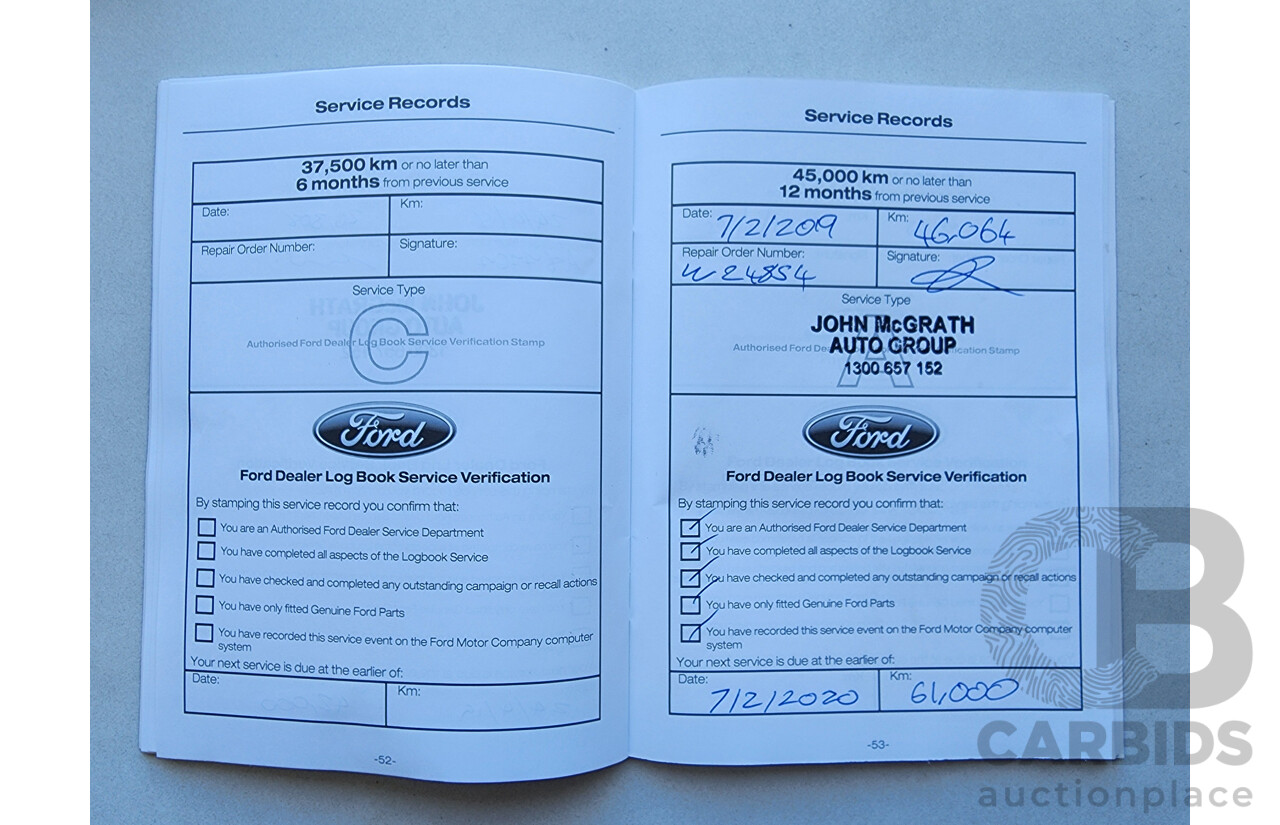 Service Records
37,500 km or no later than
6 months from previous service
Date:
Km:
Repair Order Number:
Signature:
Service Type
C
Authorised Ford Dealer Log Book Service Verification Stamp
Ford
Ford Dealer Log Book Service Verification
By stamping this service record you confirm that:
You are an Authorised Ford Dealer Service Department
You have completed all aspects of the Logbook Service
You have checked and completed any outstanding campaign or recall actions
You have only fitted Genuine Ford Parts
You have recorded this service event on the Ford Motor Company computer
system
Your next service is due at the earlier of:
Date:
Km:
-52-
Service Records
45,000 km or no later than
12 months from previous service
Date: 7/2/2019
Km: 46,064
Repair Order Number:
W24854
Signature:
Service Type
A
JOHN McGRATH
AUTO GROUP
1300 657 152
Authorised Ford Dea ication Stamp
Ford
Ford Dealer Log Book Service Verification
By stamping this service record you confirm that:
You are an Authorised Ford Dealer Service Department
You have completed all aspects of the Logbook Service
You have checked and completed any outstanding campaign or recall actions
You have only fitted Genuine Ford Parts
You have recorded this service event on the Ford Motor Company computer
system
Your next service is due at the earlier of:
Date: 7/2/2020
Km: 61,000
-53-
CB
CARBIDS
auctionplace